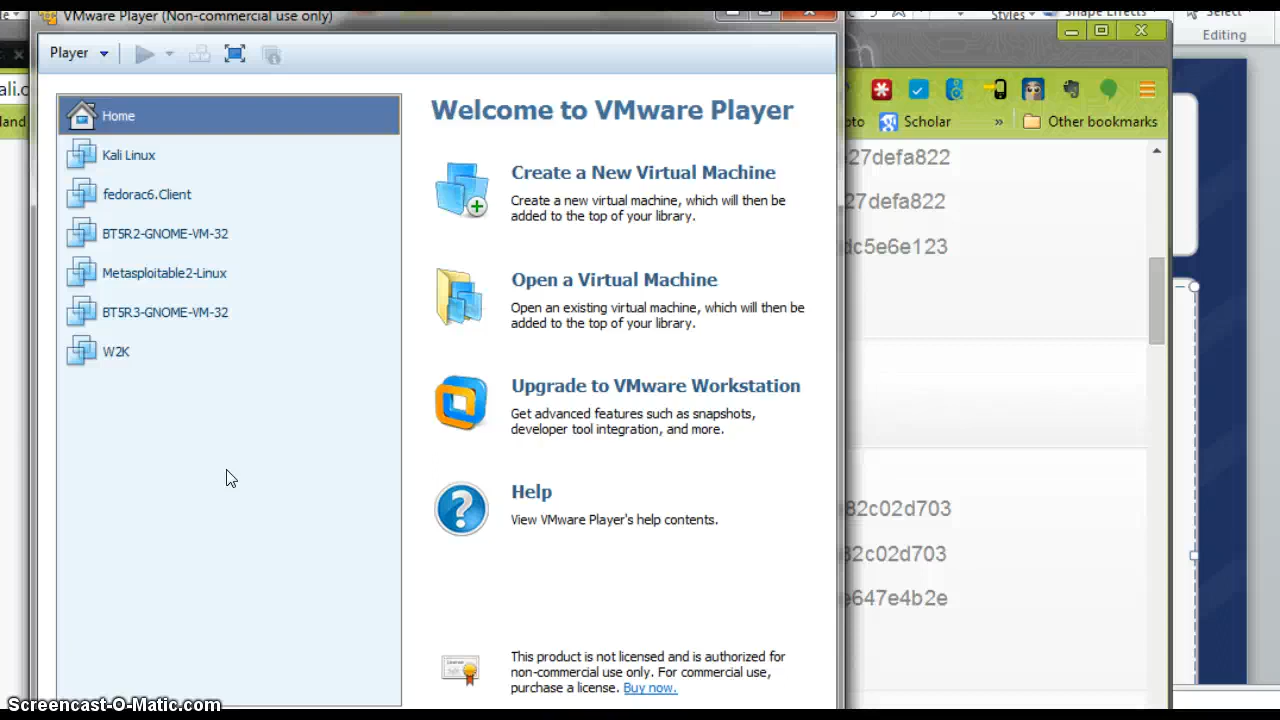 VMware Player (Non-commercial use only)
Styles
Shape Effects
Select
Editing
Player
ali.c
land
oto
Scholar
»
Other bookmarks
Home
Kali Linux
fedorac6.Client
BT5R2-GNOME-VM-32
Metasploitable2-Linux
BT5R3-GNOME-VM-32
W2K
Welcome to VMware Player
Create a New Virtual Machine
Create a new virtual machine, which will then be
added to the top of your library.
Open a Virtual Machine
Open an existing virtual machine, which will then be
added to the top of your library.
Upgrade to VMware Workstation
Get advanced features such as snapshots,
developer tool integration, and more.
Help
View VMware Player's help contents.
This product is not licensed and is authorized for
non-commercial use only. For commercial use,
purchase a license. Buy now.
27defa822
27defa822
dc5e6e123
82c02d703
82c02d703
e647e4b2e
Screencast-O-Matic.com